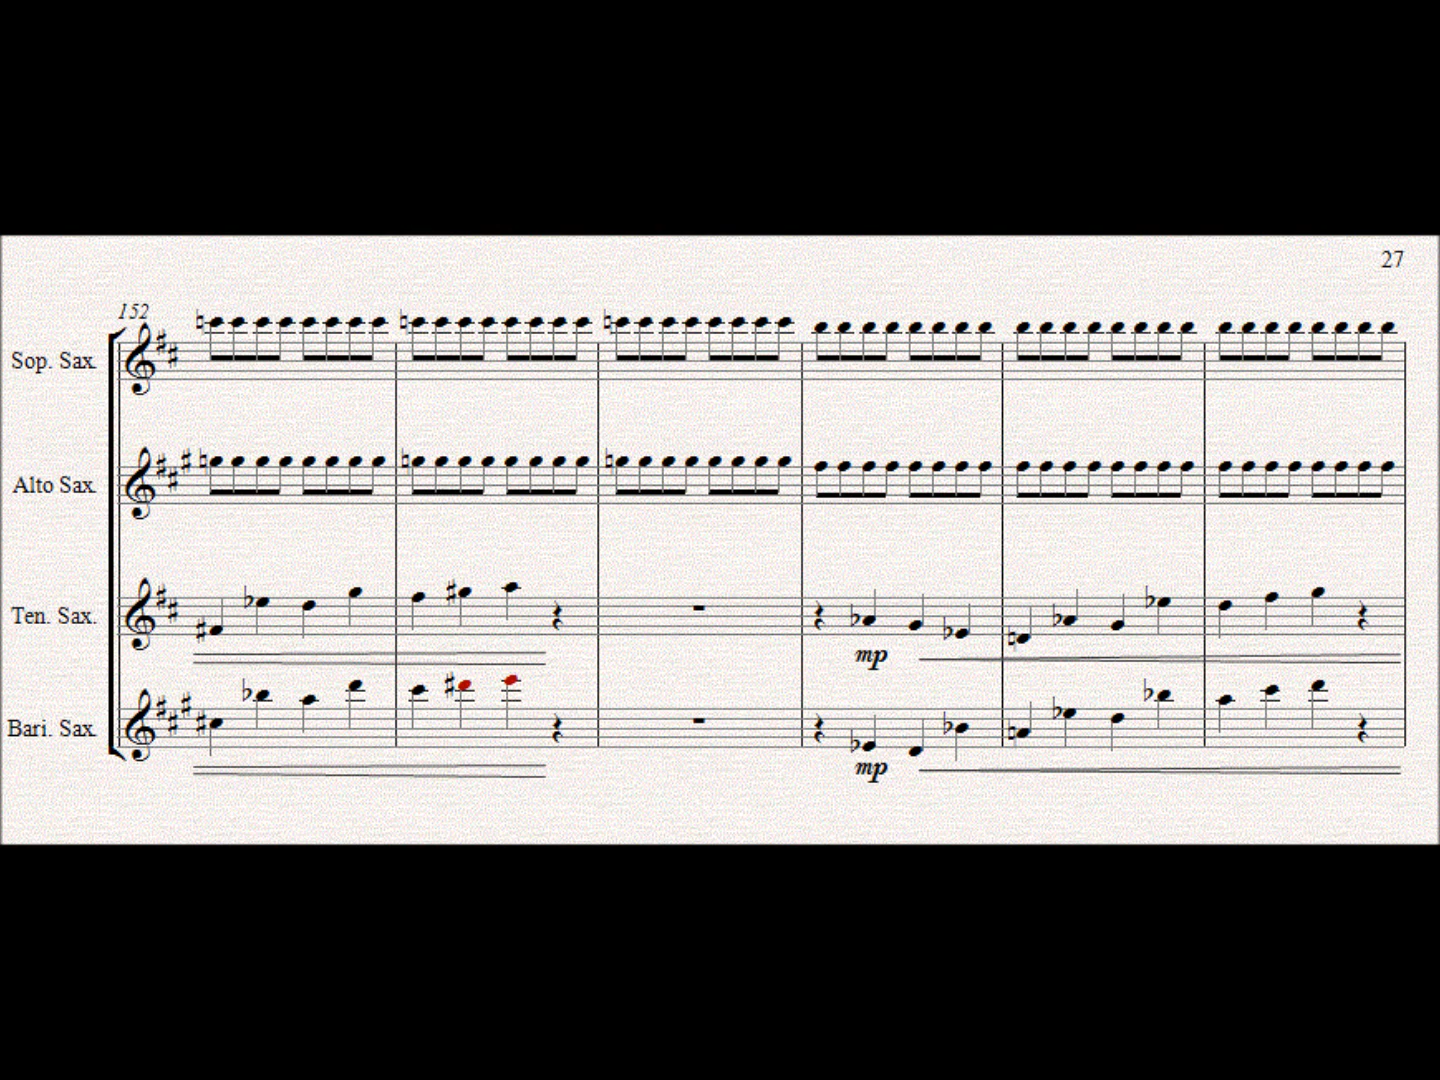 27
152
Sop. Sax.
Alto Sax.
Ten. Sax.
mp
Bari. Sax.
mp